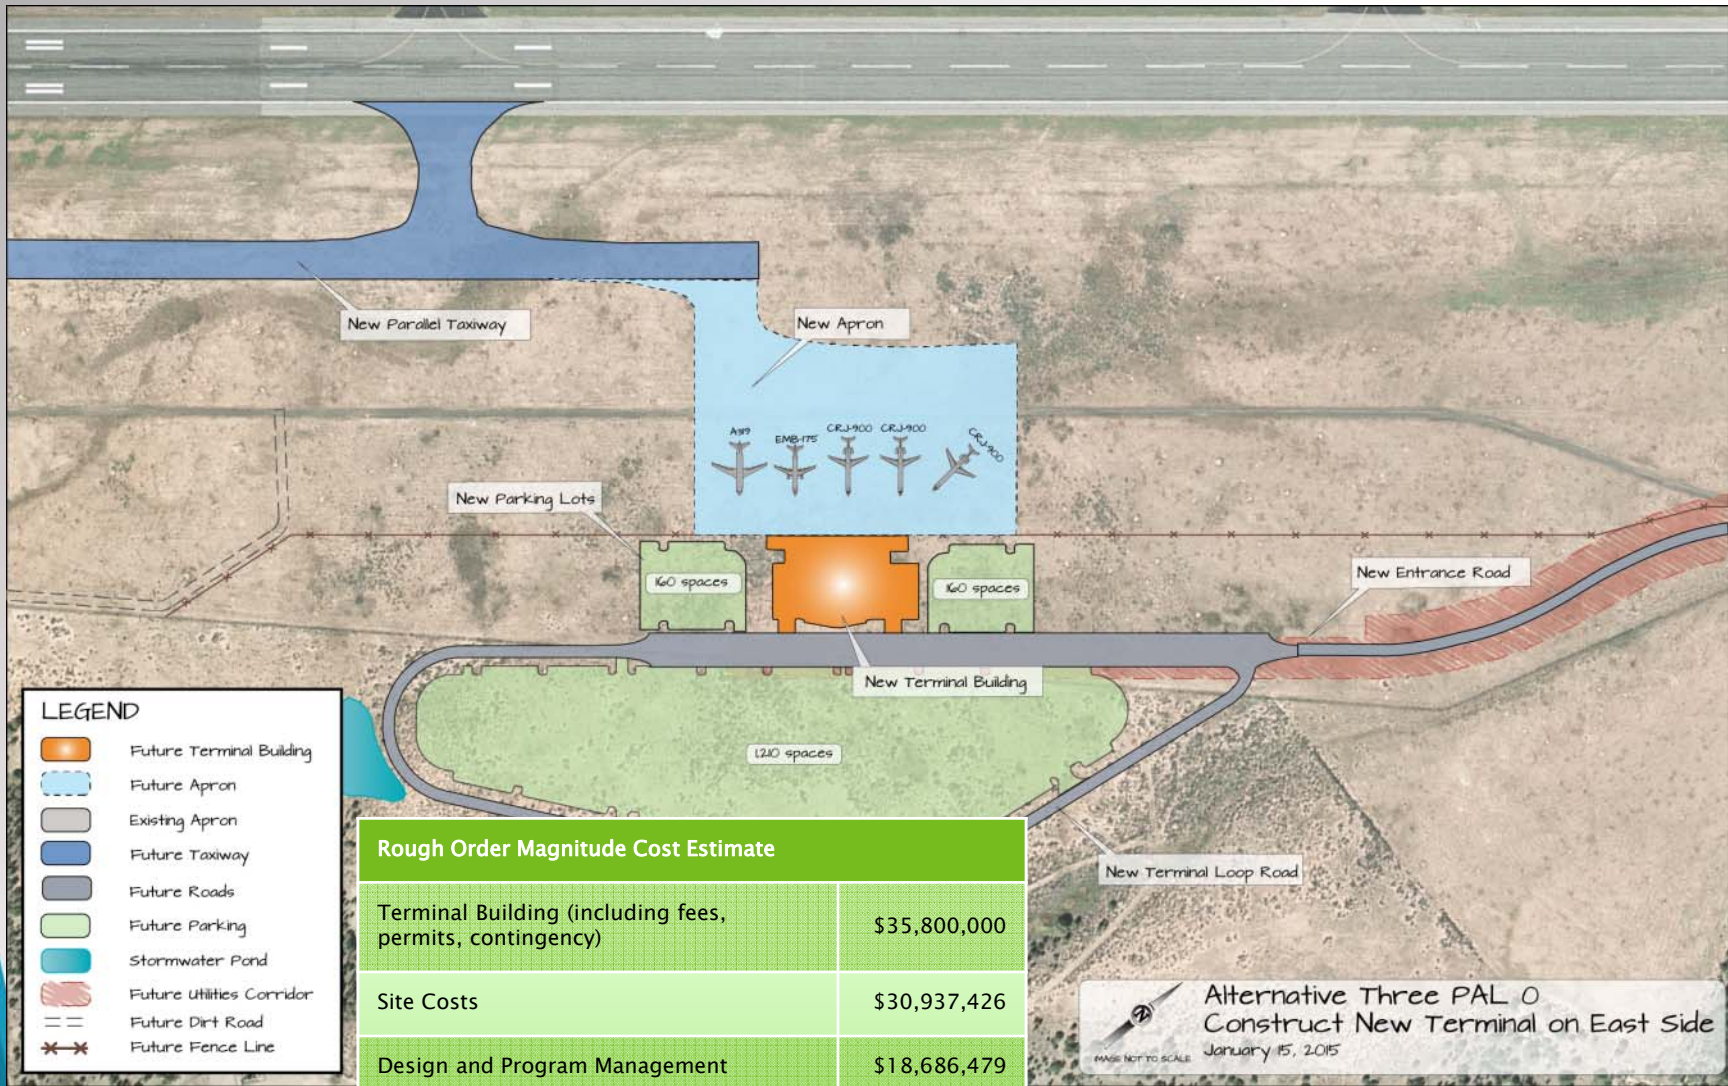 New Parallel Taxiway
New Apron
A319
EMB-175
CRJ-900
CRJ-900
CRJ-900
New Parking Lots
160 spaces
160 spaces
New Entrance Road
New Terminal Building
1210 spaces
New Terminal Loop Road
LEGEND
Future Terminal Building
Future Apron
Existing Apron
Future Taxiway
Future Roads
Future Parking
Stormwater Pond
Future Utilities Corridor
Future Dirt Road
Future Fence Line
Rough Order Magnitude Cost Estimate
Terminal Building (including fees,
permits, contingency)
$35,800,000
Site Costs
$30,937,426
Design and Program Management
$18,686,479
N
IMAGE NOT TO SCALE
Alternative Three PAL 0
Construct New Terminal on East Side
January 15, 2015